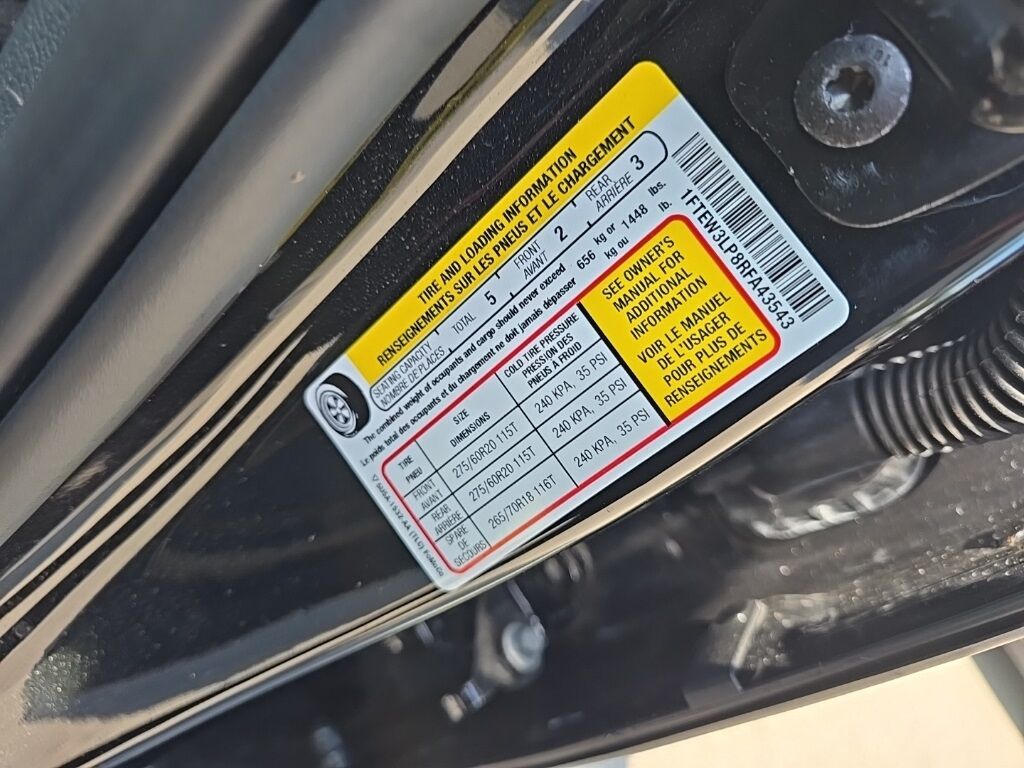 TIRE AND LOADING INFORMATION
RENSEIGNEMENTS SUR LES PNEUS ET LE CHARGEMENT
SEATING CAPACITY
NOMBRE DE PLACES
TOTAL 5
FRONT
AVANT 2
REAR
ARRIÈRE 3
The combined weight of occupants and cargo should never exceed 656 kg or 1448 lbs.
Le poids total des occupants et du chargement ne doit jamais dépasser kg ou lb.
TIRE
PNEU
SIZE
DIMENSIONS
COLD TIRE PRESSURE
PRESSION DES
PNEUS A FROID
FRONT
AVANT
275/60R20 115T
240 KPA, 35 PSI
REAR
ARRIÈRE
275/60R20 115T
240 KPA, 35 PSI
SPARE
DE
SECOURS
265/70R18 116T
240 KPA, 35 PSI
SEE OWNER'S
MANUAL FOR
ADDITIONAL
INFORMATION
VOIR LE MANUEL
DE L'USAGER
POUR PLUS DE
RENSEIGNEMENTS
1FTEW3LP8RFA43543